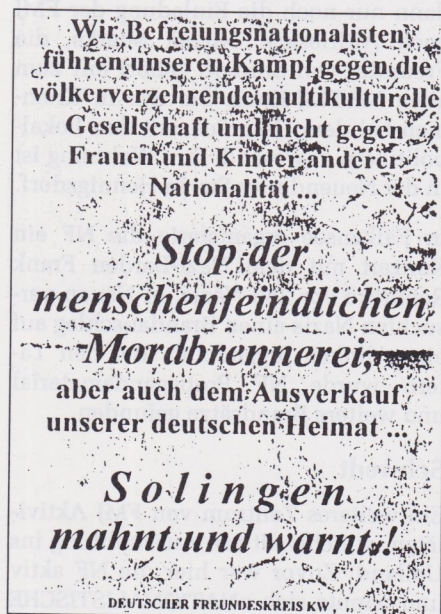 Wir Befreiungsnationalisten
führen unseren Kampf gegen die
völkerverzehrende multikulturelle
Gesellschaft und nicht gegen
Frauen und Kinder anderer
Nationalität ...
Stop der
menschenfeindlichen
Mordbrennerei,
aber auch dem Ausverkauf
unserer deutschen Heimat ...
Solingen
mahnt und warnt !
DEUTSCHER FREUNDESKREIS KW,